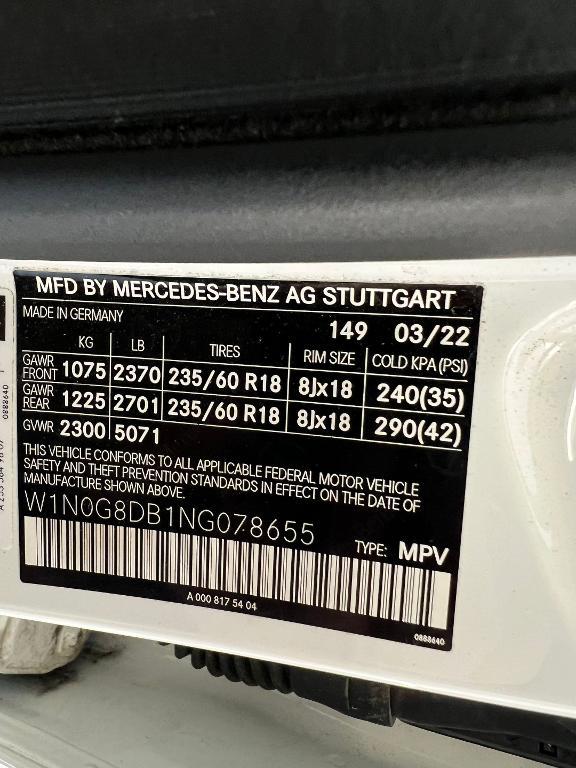 MFD BY MERCEDES-BENZ AG STUTTGART
MADE IN GERMANY 149 03/22
KG LB TIRES RIM SIZE COLD KPA (PSI)
GAWR FRONT 1075 2370 235/60 R18 8Jx18 240(35)
GAWR REAR 1225 2701 235/60 R18 8Jx18 290(42)
GVWR 2300 5071
THIS VEHICLE CONFORMS TO ALL APPLICABLE FEDERAL MOTOR VEHICLE
SAFETY AND THEFT PREVENTION STANDARDS IN EFFECT ON THE DATE OF
MANUFACTURE SHOWN ABOVE.
W1N0G8DB1NG078655
TYPE: MPV
A 000 817 54 04
0888640
0888640